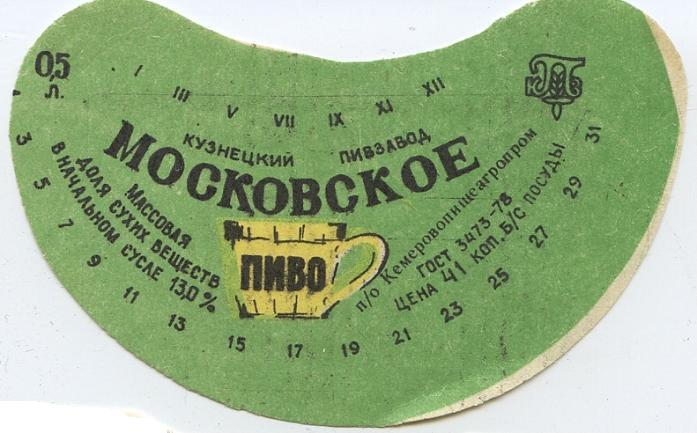 0,5
Л.
I III V VII IX XI XII
КУЗНЕЦКИЙ ПИВЗАВОД
МОСКОВСКОЕ
ПИВО
МАССОВАЯ
ДОЛЯ СУХИХ ВЕЩЕСТВ
В НАЧАЛЬНОМ СУСЛЕ 13,0 %
п/о Кемеровопищеагропром
ГОСТ 3473-78
ЦЕНА 41 КОП. Б/С ПОСУДЫ
3 5 7 9 11 13 15 17 19 21 23 25 27 29 31